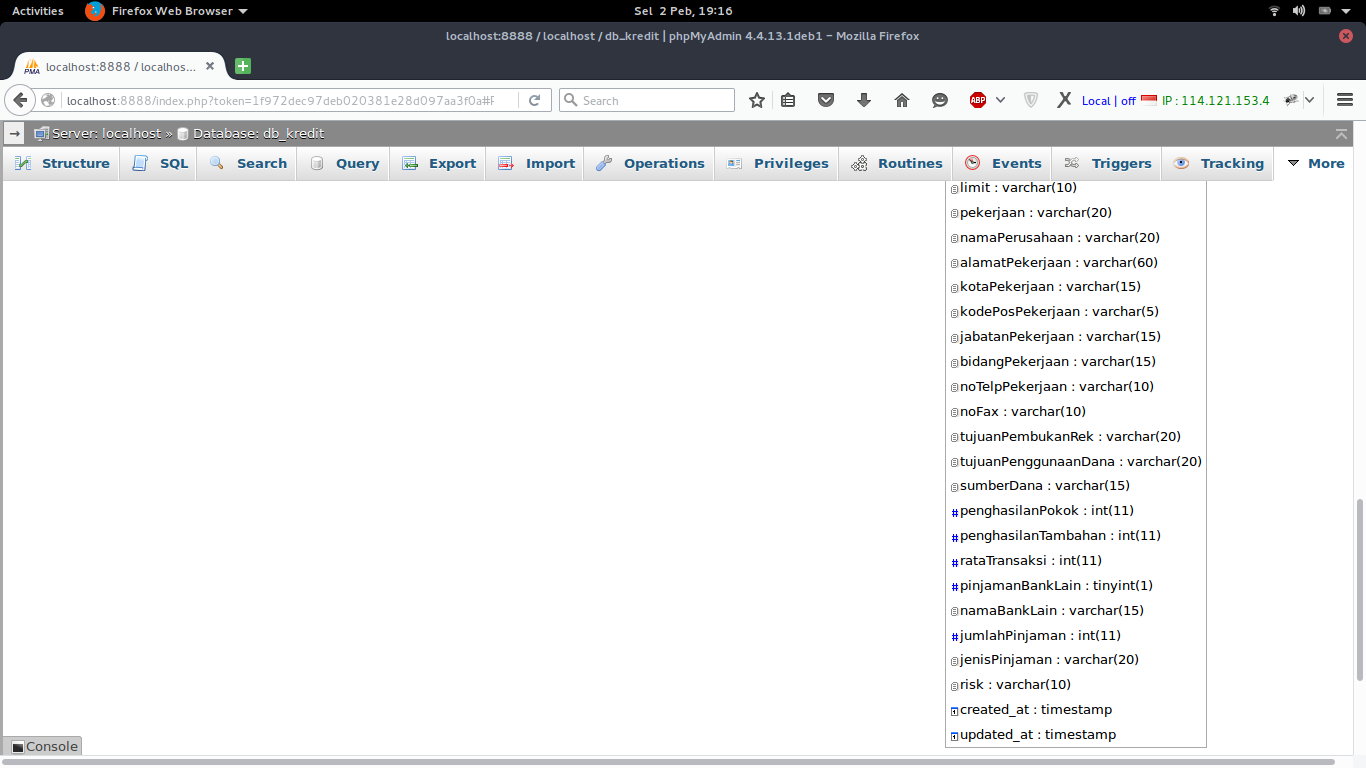 Activities Firefox Web Browser Sel 2 Peb, 19:16
localhost:8888 / localhost / db_kredit | phpMyAdmin 4.4.13.1deb1 - Mozilla Firefox
PMA localhost:8888 / localhos...
localhost:8888/index.php?token=1f972dec97deb020381e28d097aa3f0a#P Search ABP Local | off IP : 114.121.153.4
Server: localhost » Database: db_kredit
Structure SQL Search Query Export Import Operations Privileges Routines Events Triggers Tracking More
limit : varchar(10)
pekerjaan : varchar(20)
namaPerusahaan : varchar(20)
alamatPekerjaan : varchar(60)
kotaPekerjaan : varchar(15)
kodePosPekerjaan : varchar(5)
jabatanPekerjaan : varchar(15)
bidangPekerjaan : varchar(15)
noTelpPekerjaan : varchar(10)
noFax : varchar(10)
tujuanPembukanRek : varchar(20)
tujuanPenggunaanDana : varchar(20)
sumberDana : varchar(15)
#penghasilanPokok : int(11)
#penghasilanTambahan : int(11)
#rataTransaksi : int(11)
#pinjamanBankLain : tinyint(1)
namaBankLain : varchar(15)
#jumlahPinjaman : int(11)
jenisPinjaman : varchar(20)
risk : varchar(10)
created_at : timestamp
updated_at : timestamp
Console